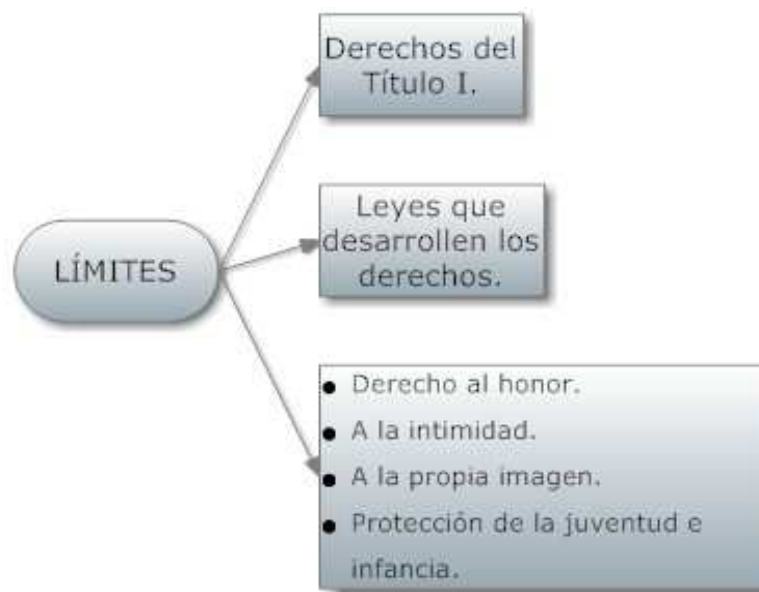 Derechos del
Título I.
Leyes que
desarrollen los
derechos.
LÍMITES
• Derecho al honor.
• A la intimidad.
• A la propia imagen.
• Protección de la juventud e
infancia.